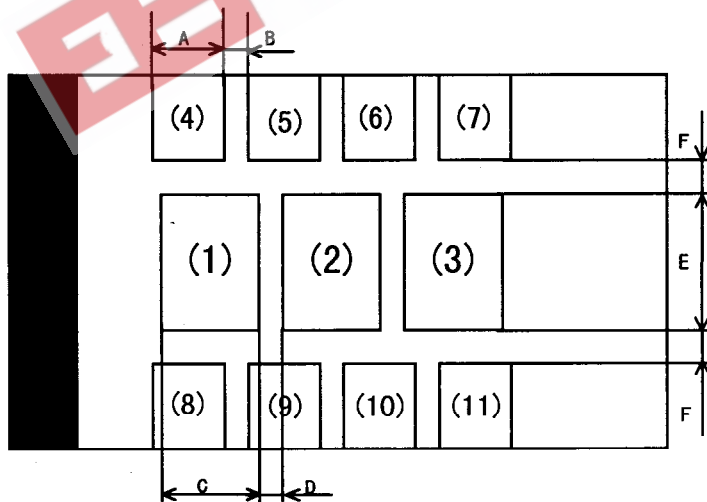 A B
(4) (5) (6) (7)
F
(1) (2) (3)
E
(8) (9) (10) (11)
F
C D